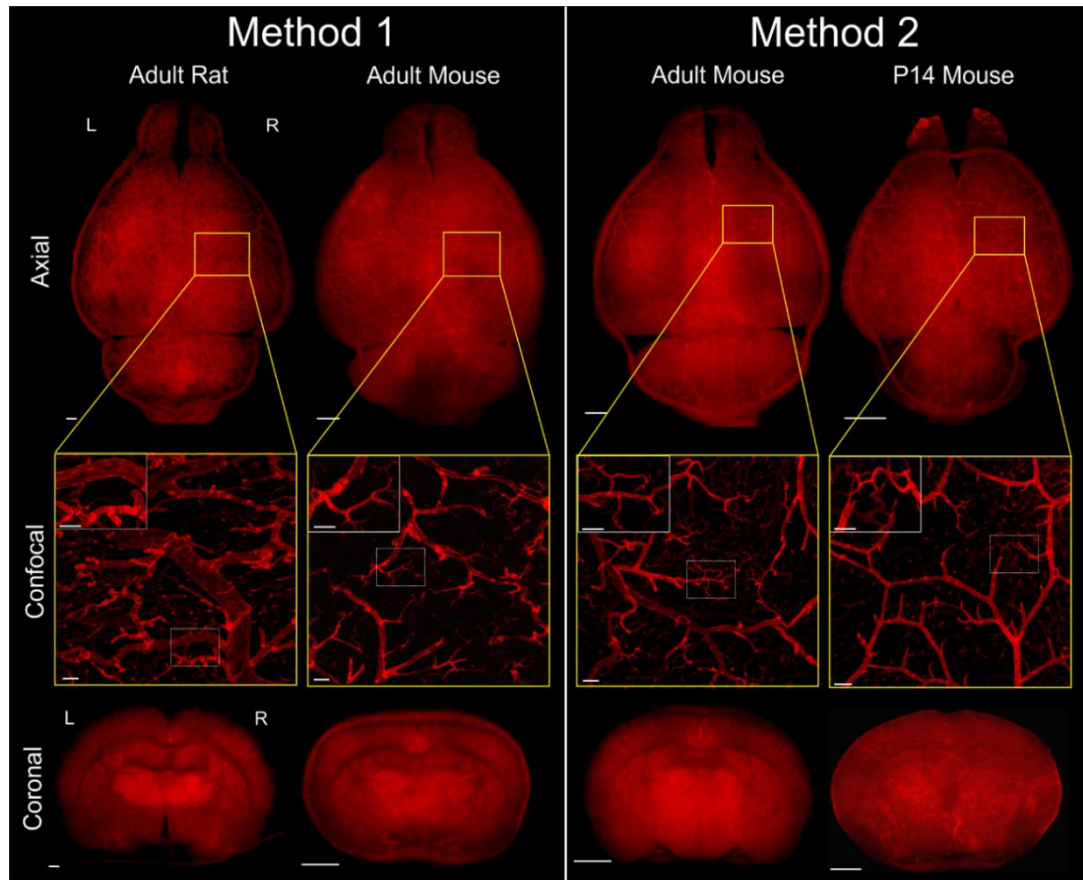 Method 1
Method 2
Adult Rat
Adult Mouse
Adult Mouse
P14 Mouse
L
R
Axial
Confocal
L
R
Coronal